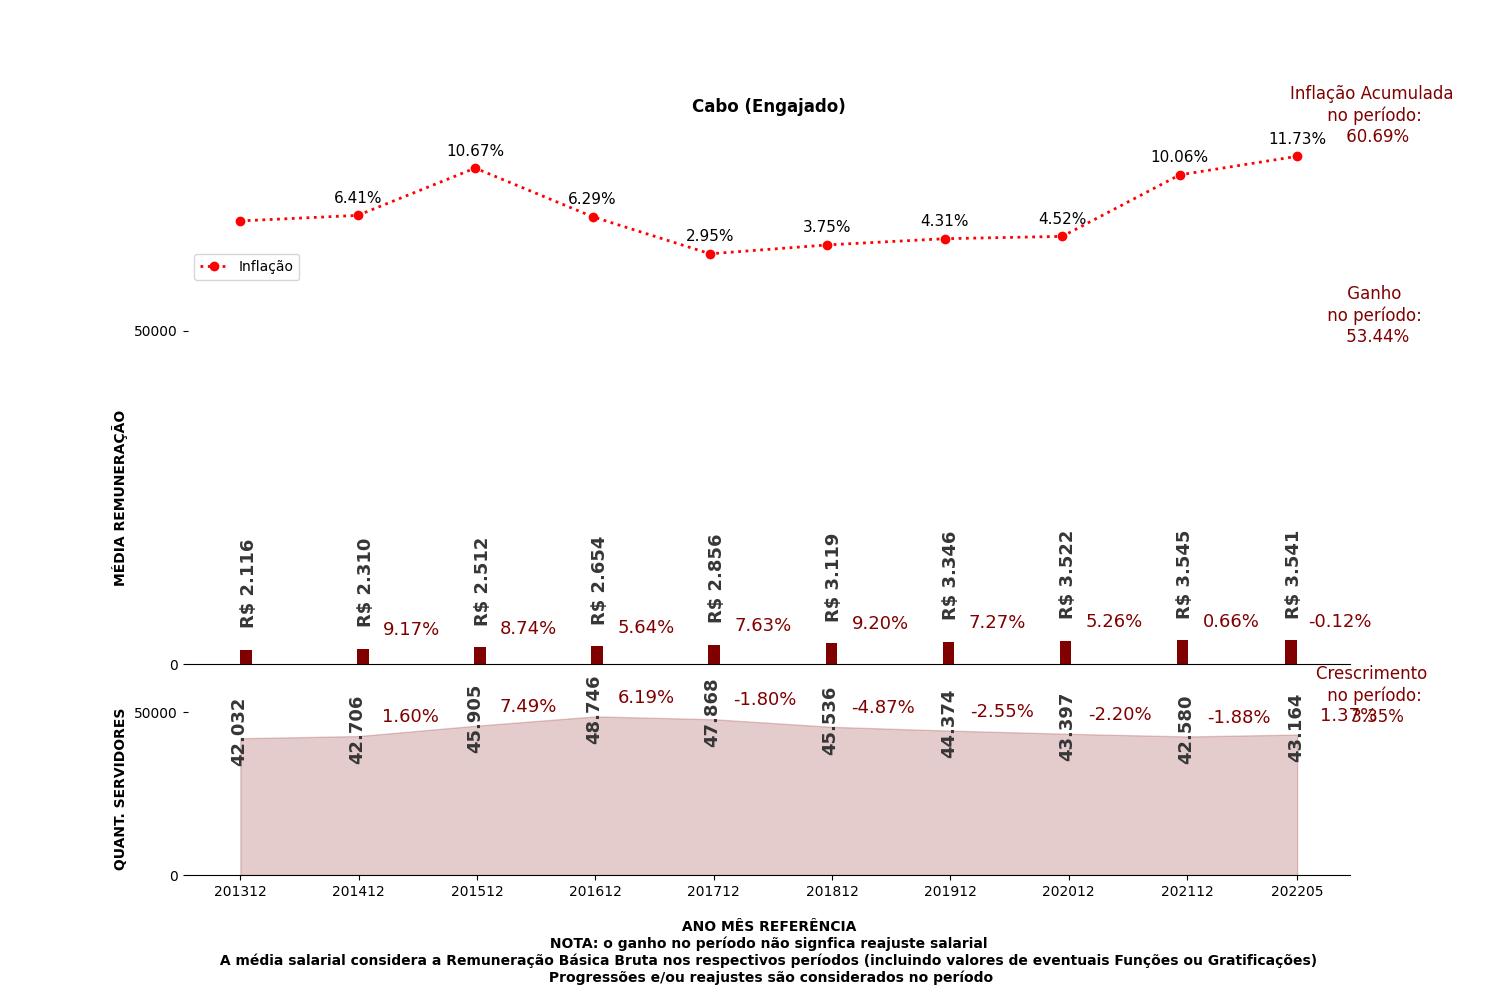 Cabo (Engajado)
Inflação Acumulada
no período:
60.69%
6.41%
10.67%
6.29%
2.95%
3.75%
4.31%
4.52%
10.06%
11.73%
Inflação
Ganho
no período:
53.44%
50000
0
MÉDIA REMUNERAÇÃO
R$ 2.116
R$ 2.310
R$ 2.512
R$ 2.654
R$ 2.856
R$ 3.119
R$ 3.346
R$ 3.522
R$ 3.545
R$ 3.541
9.17%
8.74%
5.64%
7.63%
9.20%
7.27%
5.26%
0.66%
-0.12%
Crescrimento
no período:
1.37%
50000
0
QUANT. SERVIDORES
42.032
42.706
45.905
48.746
47.868
45.536
44.374
43.397
42.580
43.164
1.60%
7.49%
6.19%
-1.80%
-4.87%
-2.55%
-2.20%
-1.88%
201312
201412
201512
201612
201712
201812
201912
202012
202112
202205
ANO MÊS REFERÊNCIA
NOTA: o ganho no período não signfica reajuste salarial
A média salarial considera a Remuneração Básica Bruta nos respectivos períodos (incluindo valores de eventuais Funções ou Gratificações)
Progressões e/ou reajustes são considerados no período